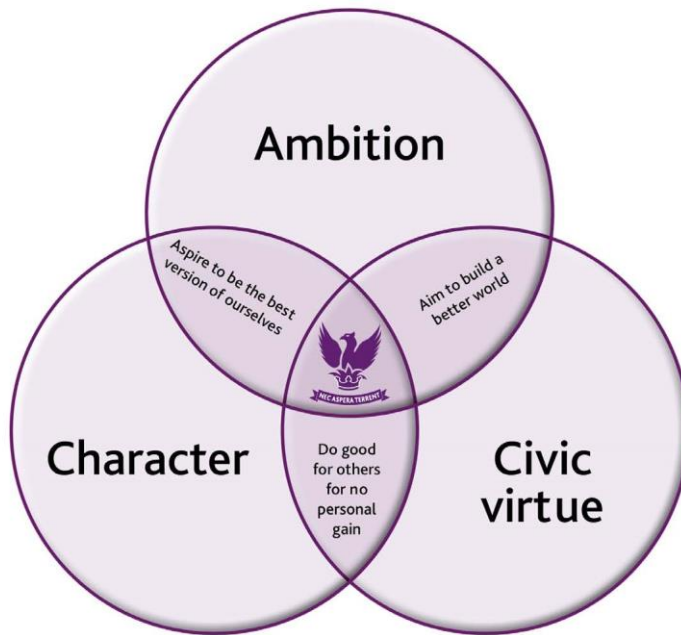 Ambition
Aspire to be the best
version of ourselves
Aim to build a
better world
NEC ASPERA TERRENT
Character
Do good
for others
for no
personal
gain
Civic
virtue